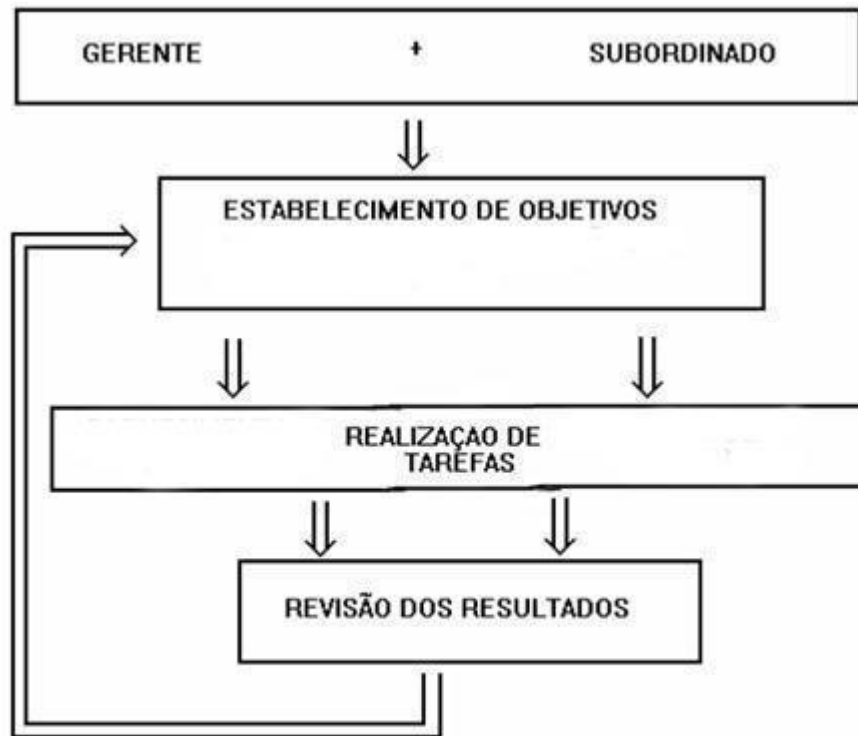 GERENTE + SUBORDINADO
ESTABELECIMENTO DE OBJETIVOS
REALIZAÇAO DE
TAREFAS
REVISÃO DOS RESULTADOS